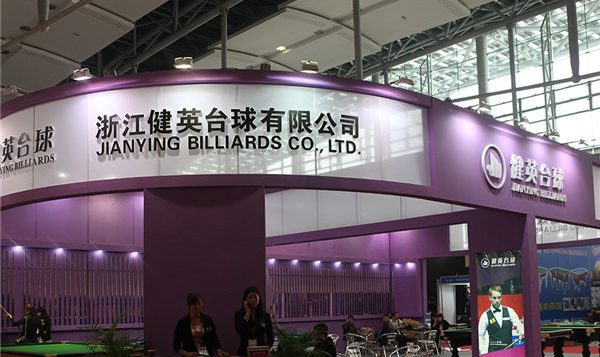 英台球
YING BILLIARDS
浙江健英台球有限公司
JIANYING BILLIARDS CO., LTD.
健英台球
JIANYING BILLIARDS
健英台球